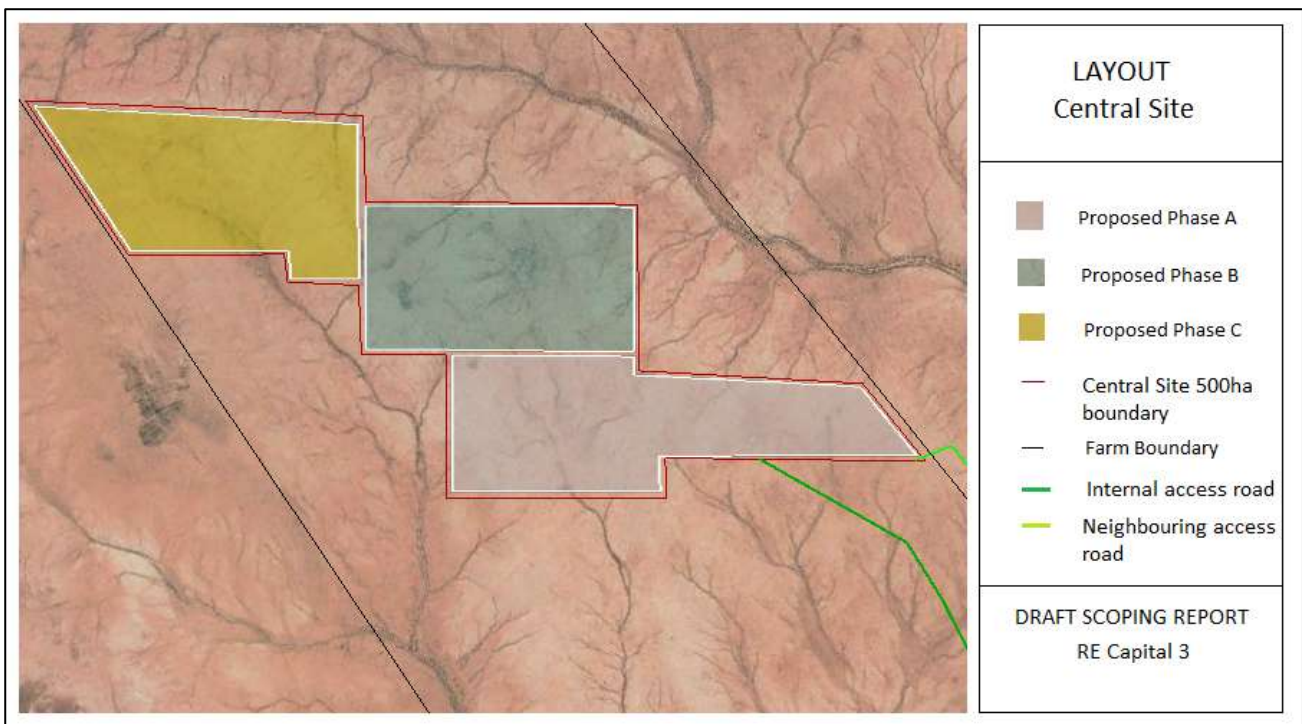 LAYOUT
Central Site
Proposed Phase A
Proposed Phase B
Proposed Phase C
Central Site 500ha
boundary
Farm Boundary
Internal access road
Neighbouring access
road
DRAFT SCOPING REPORT
RE Capital 3